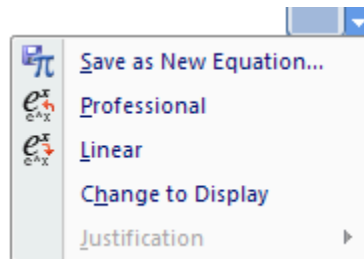 Save as New Equation...
Professional
Linear
Change to Display
Justification